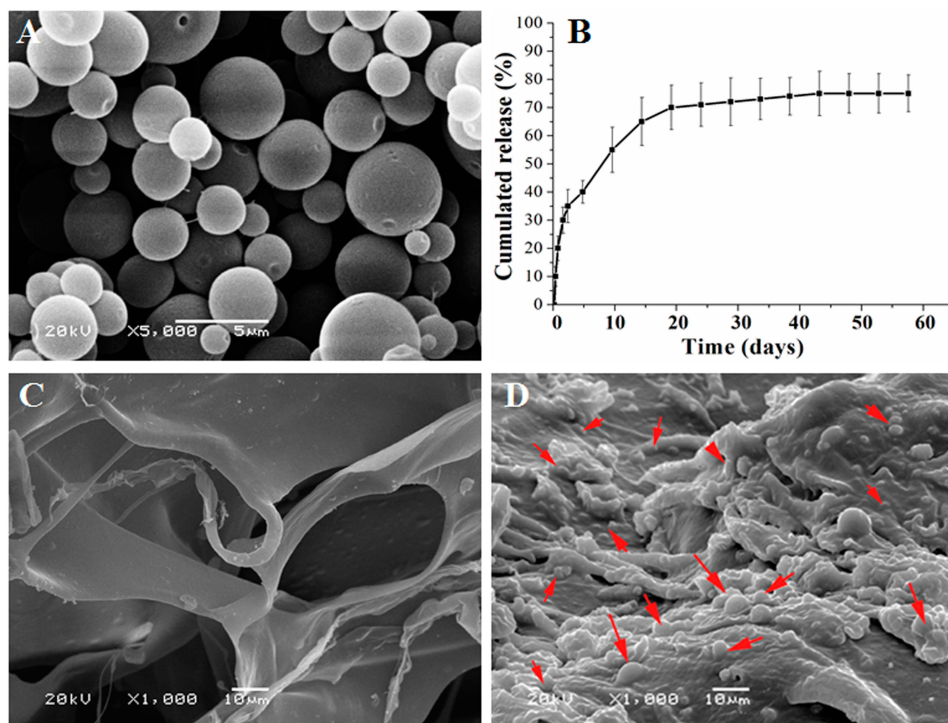 A
20kV X5,000 5μm
B
Cumulated release (%)
100
90
80
70
60
50
40
30
20
10
0
0 10 20 30 40 50 60
Time (days)
C
20kV X1,000 10μm
D
20kV X1,000 10μm